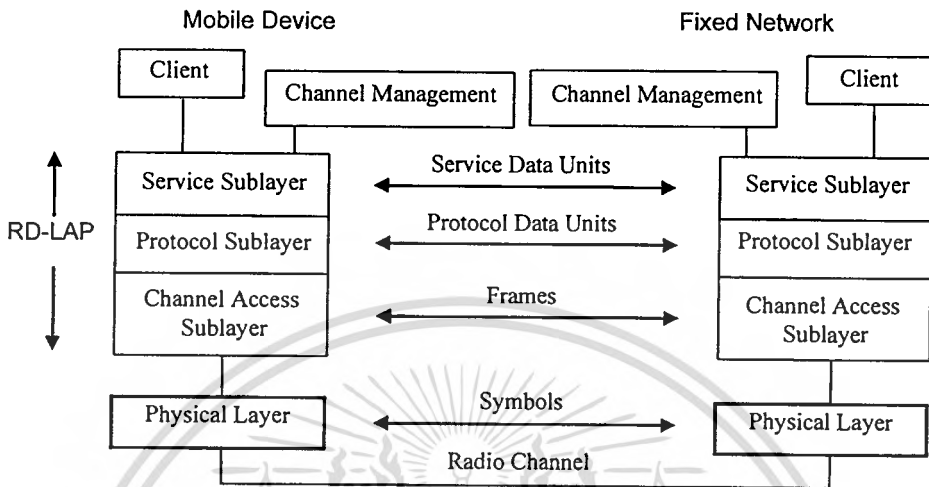 Mobile Device
Fixed Network
Client
Channel Management
Channel Management
Client
RD-LAP
Service Sublayer
Service Data Units
Service Sublayer
Protocol Sublayer
Protocol Data Units
Protocol Sublayer
Channel Access
Sublayer
Frames
Channel Access
Sublayer
Physical Layer
Symbols
Physical Layer
Radio Channel